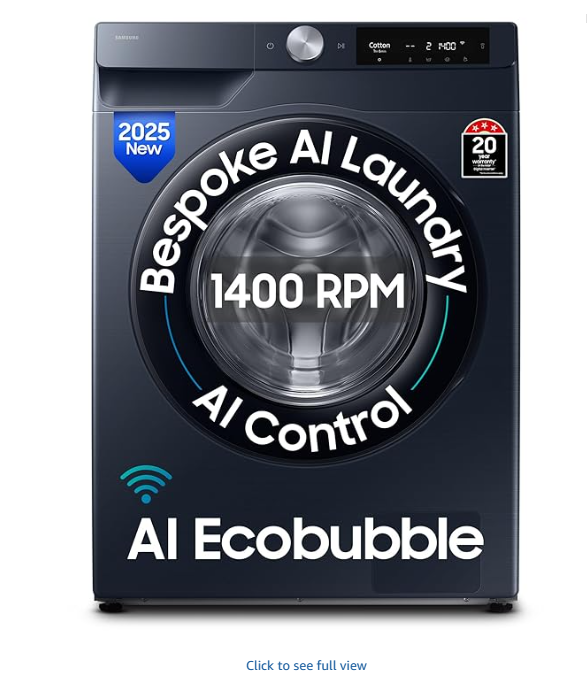 SAMSUNG
Cotton
-- 2 1400
2025
New
20
year
warranty*
Bespoke AI Laundry
1400 RPM
AI Control
AI Ecobubble
Click to see full view